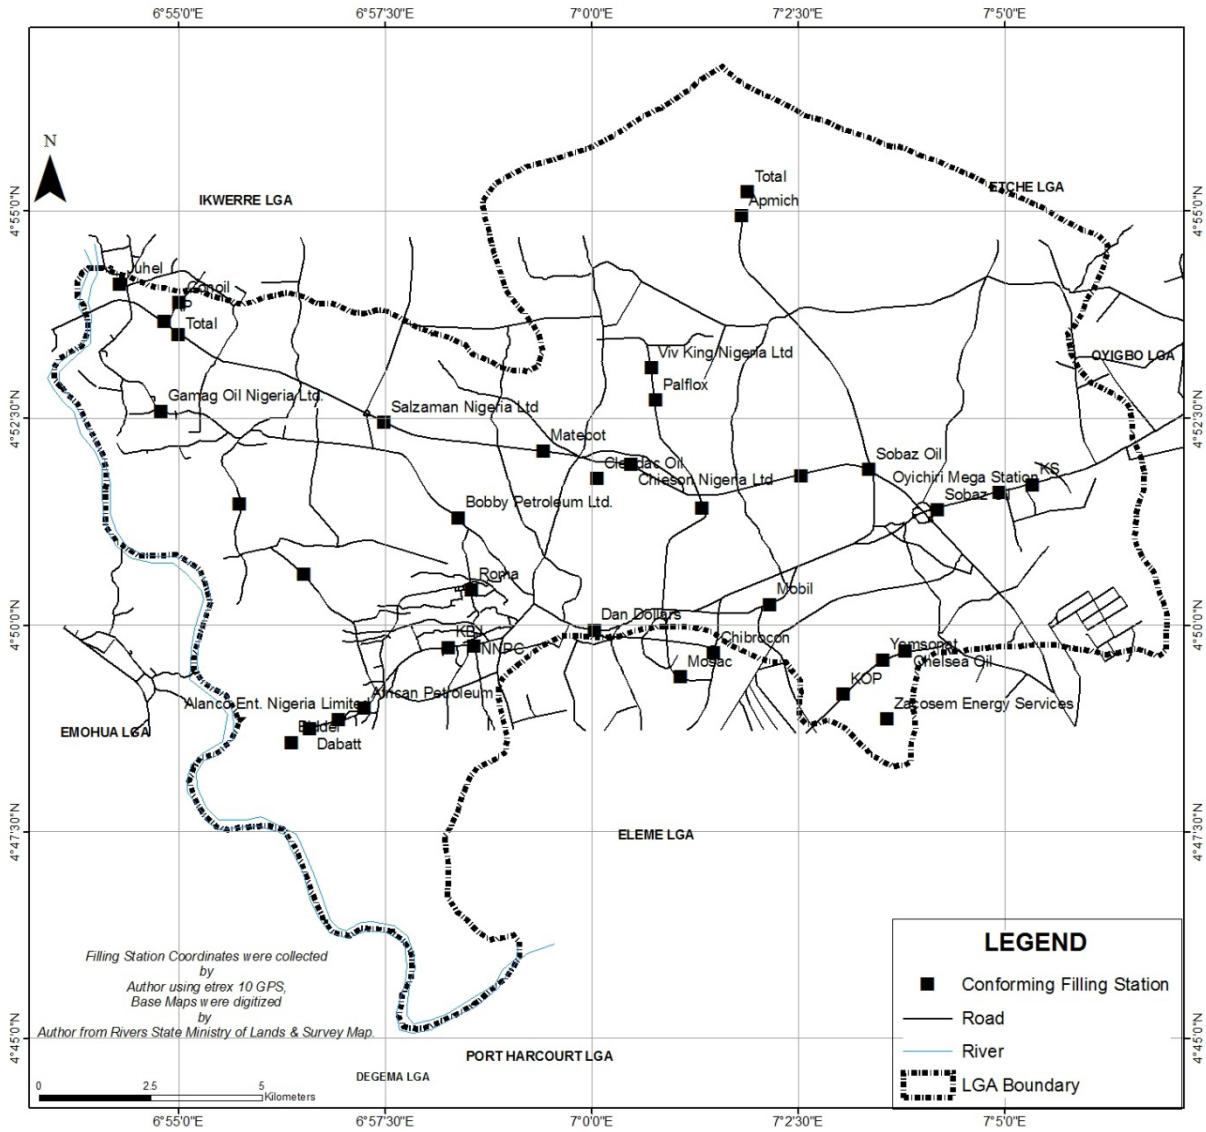 6°55'0"E
6°57'30"E
7°0'0"E
7°2'30"E
7°5'0"E
N
IKWERRE LGA
ETCHE LGA
Total
Apmich
4°55'0"N
4°55'0"N
Juhel
Conoil
IP
Total
Viv King Nigeria Ltd
OYIGBO LGA
Palflox
Gamag Oil Nigeria Ltd.
Salzaman Nigeria Ltd
4°52'30"N
4°52'30"N
Matecot
Sobaz Oil
Chieson Nigeria Ltd
Oyichiri Mega Station
KS
Sobaz Oil
Bobby Petroleum Ltd.
Roma
Mobil
Dan Dollars
4°50'0"N
4°50'0"N
NNPC
Chibrocon
Mosac
Chelsea Oil
KOP
African Petroleum
Alanco Ent. Nigeria Limited
Zacosem Energy Services
EMOHUA LGA
Dabatt
4°47'30"N
4°47'30"N
ELEME LGA
LEGEND
Conforming Filling Station
Road
River
LGA Boundary
Filling Station Coordinates were collected
by
Author using etrex 10 GPS,
Base Maps were digitized
by
Author from Rivers State Ministry of Lands & Survey Map.
4°45'0"N
4°45'0"N
PORT HARCOURT LGA
DEGEMA LGA
0
2.5
5
Kilometers
6°55'0"E
6°57'30"E
7°0'0"E
7°2'30"E
7°5'0"E